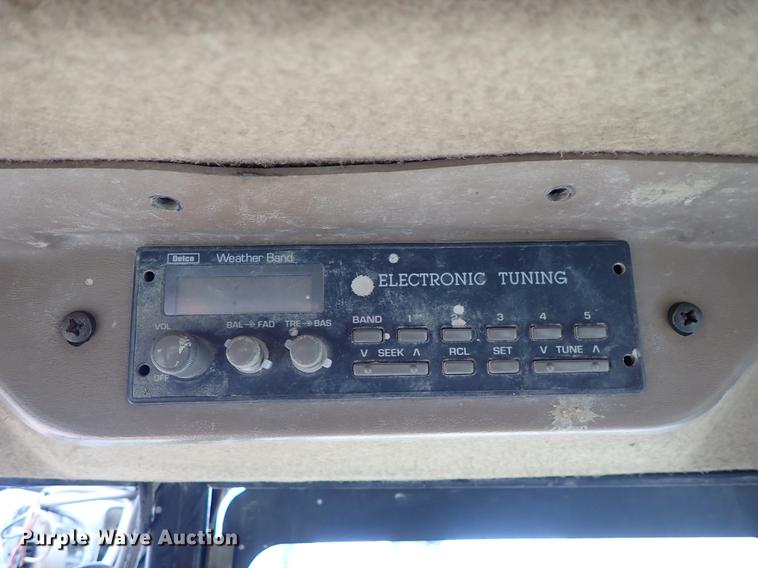 Delco Weather Band
ELECTRONIC TUNING
VOL BAL FAD TRE BAS BAND 1 2 3 4 5
V SEEK Λ RCL SET V TUNE Λ
OFF
Purple Wave Auction